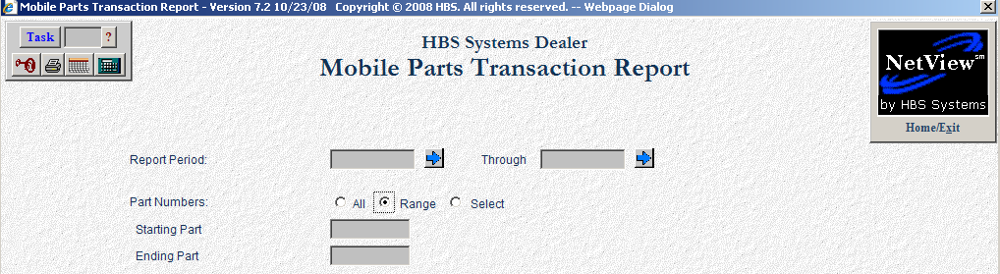 Mobile Parts Transaction Report - Version 7.2 10/23/08 Copyright © 2008 HBS. All rights reserved. -- Webpage Dialog
Task ?
HBS Systems Dealer
Mobile Parts Transaction Report
NetView℠
by HBS Systems
Home/Exit
Report Period: Through
Part Numbers: All Range Select
Starting Part
Ending Part